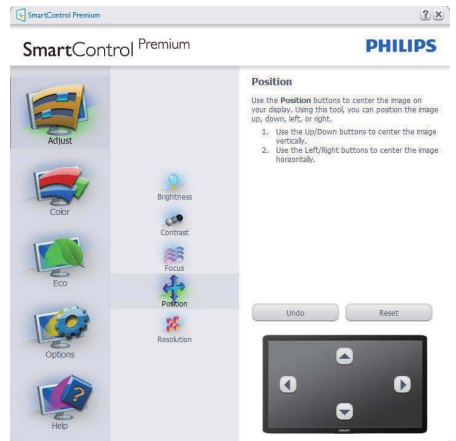 SmartControl Premium
? ×
SmartControl Premium
PHILIPS
Adjust
Color
Eco
Options
Help
Brightness
Contrast
Focus
Position
Resolution
Position
Use the Position buttons to center the image on
your display. Using this tool, you can position the image
up, down, left, or right.
1. Use the Up/Down buttons to center the image
vertically.
2. Use the Left/Right buttons to center the image
horizontally.
Undo
Reset
PHILIPS